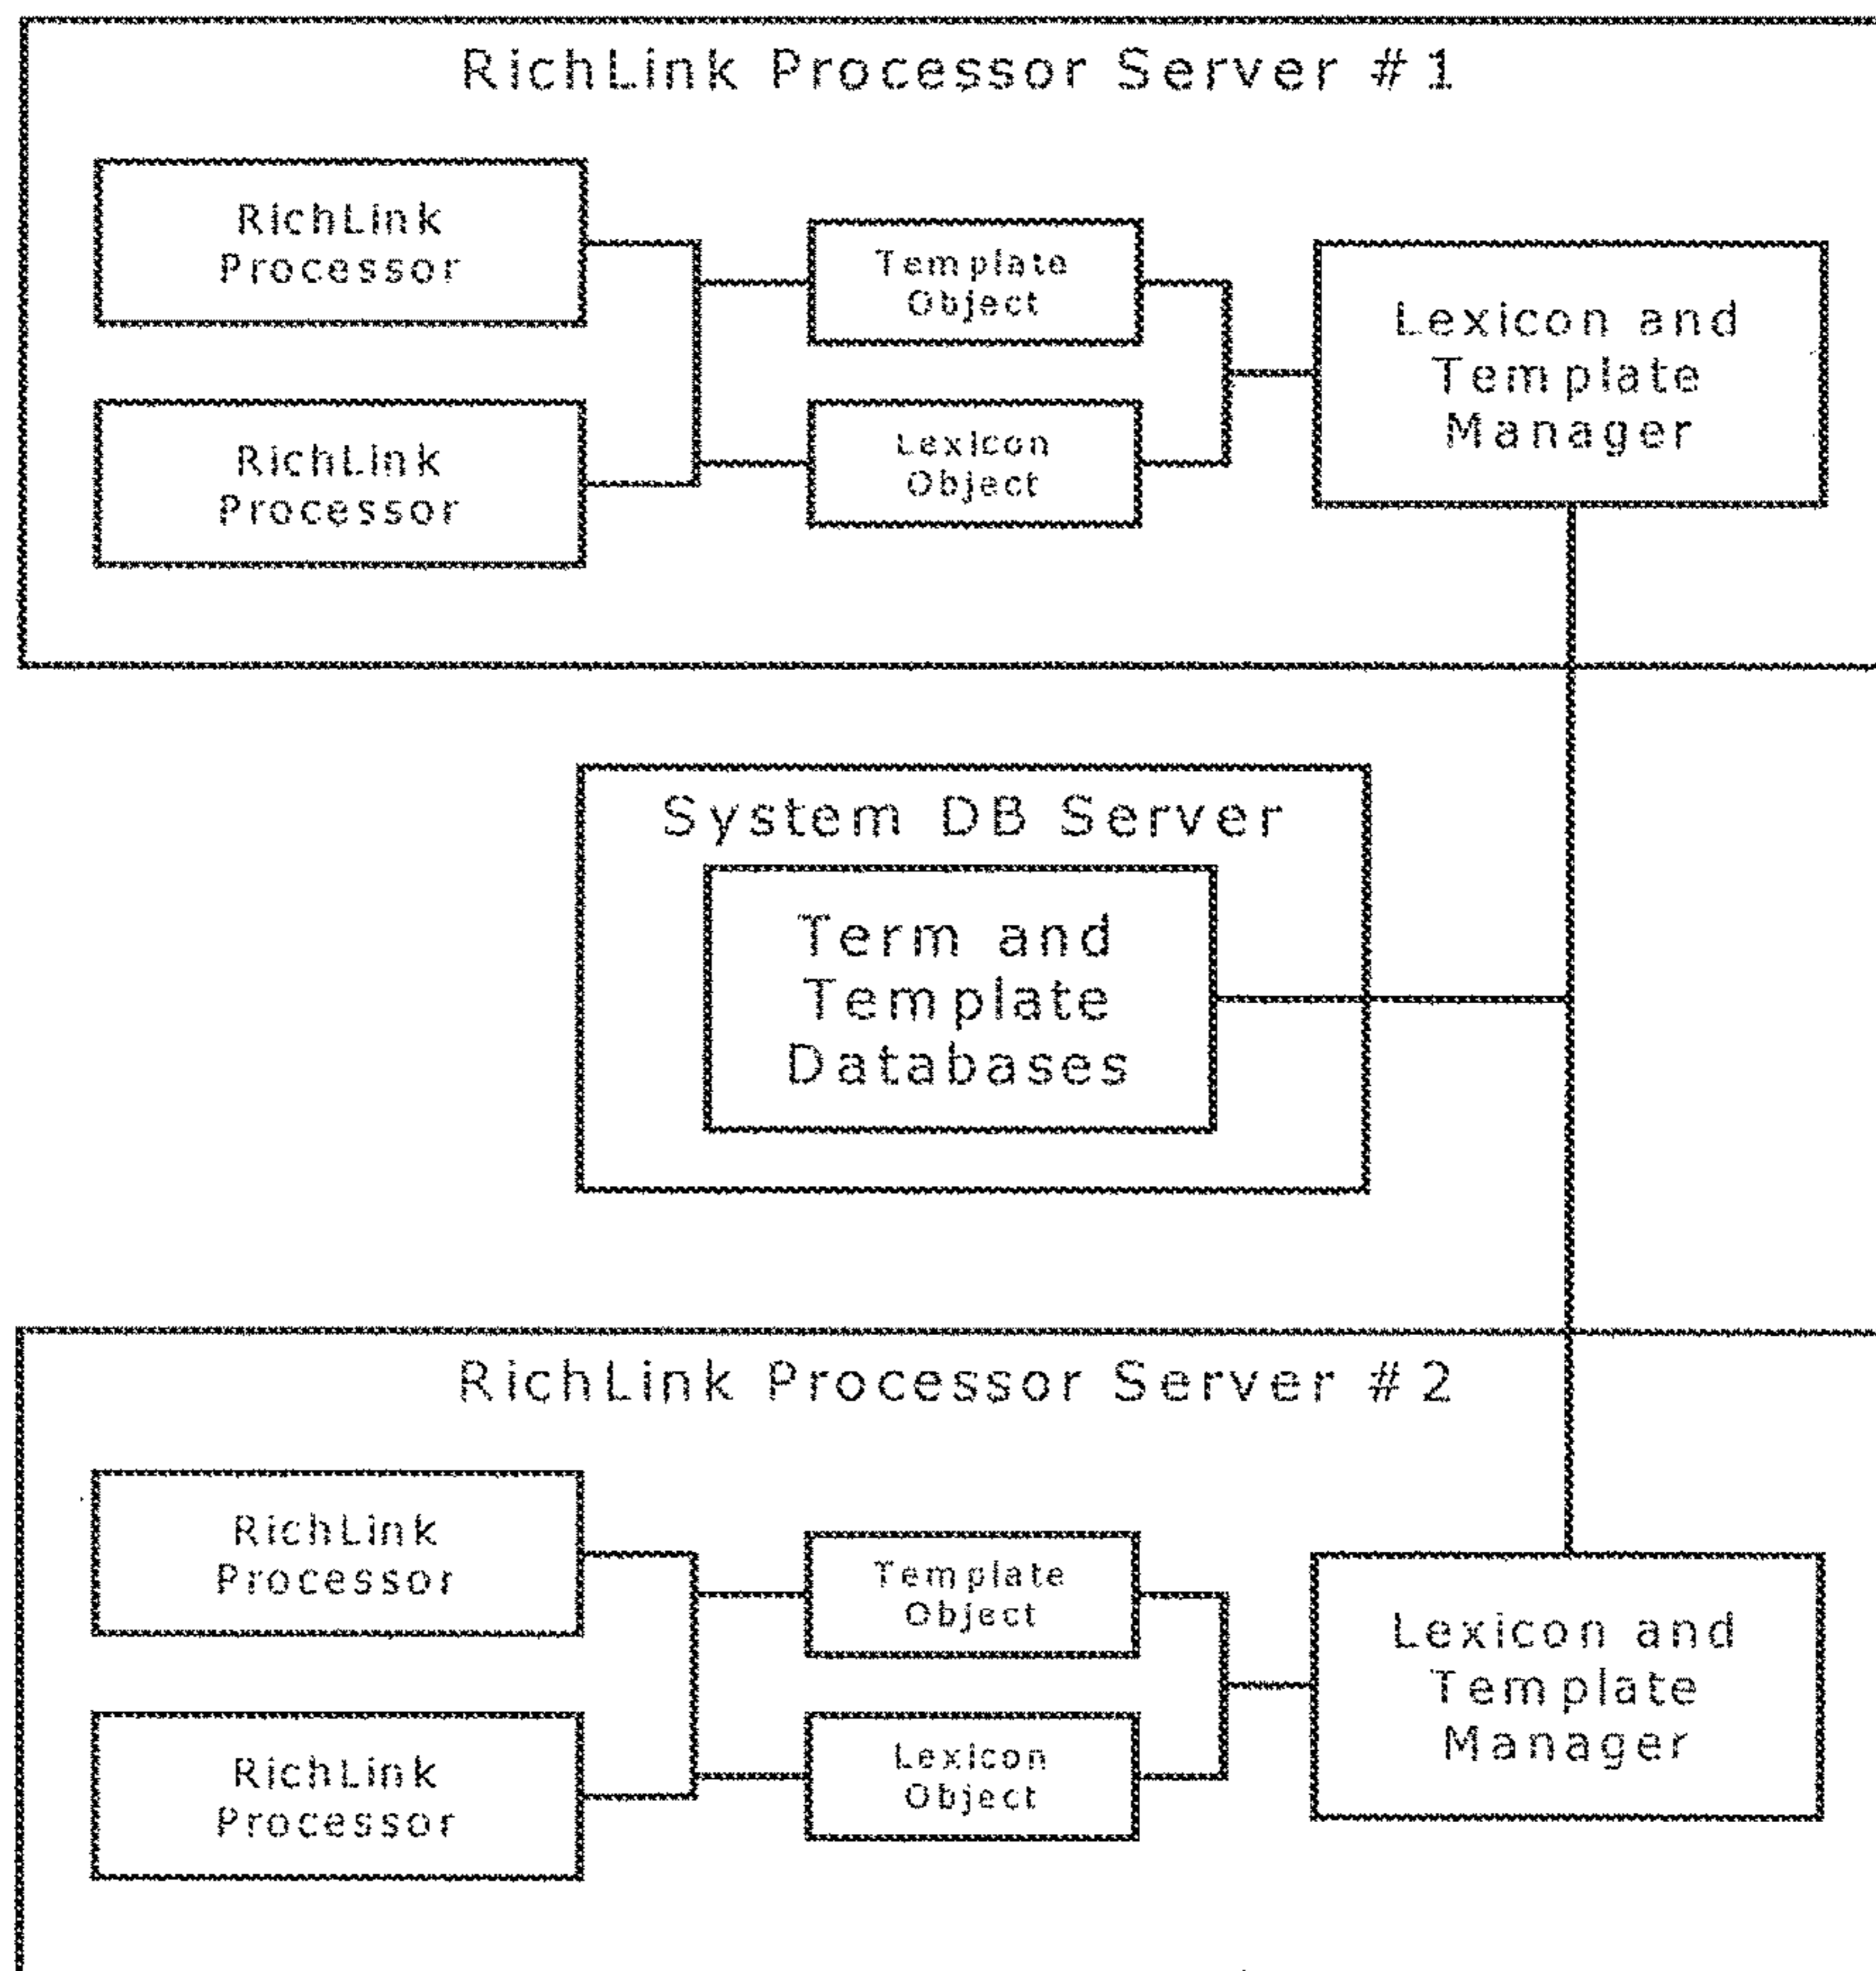 RichLink Processor Server #1
RichLink
Processor
Template
Object
Lexicon and
Template
Manager
RichLink
Processor
Lexicon
Object
System DB Server
Term and
Template
Databases
RichLink Processor Server #2
RichLink
Processor
Template
Object
Lexicon and
Template
Manager
RichLink
Processor
Lexicon
Object